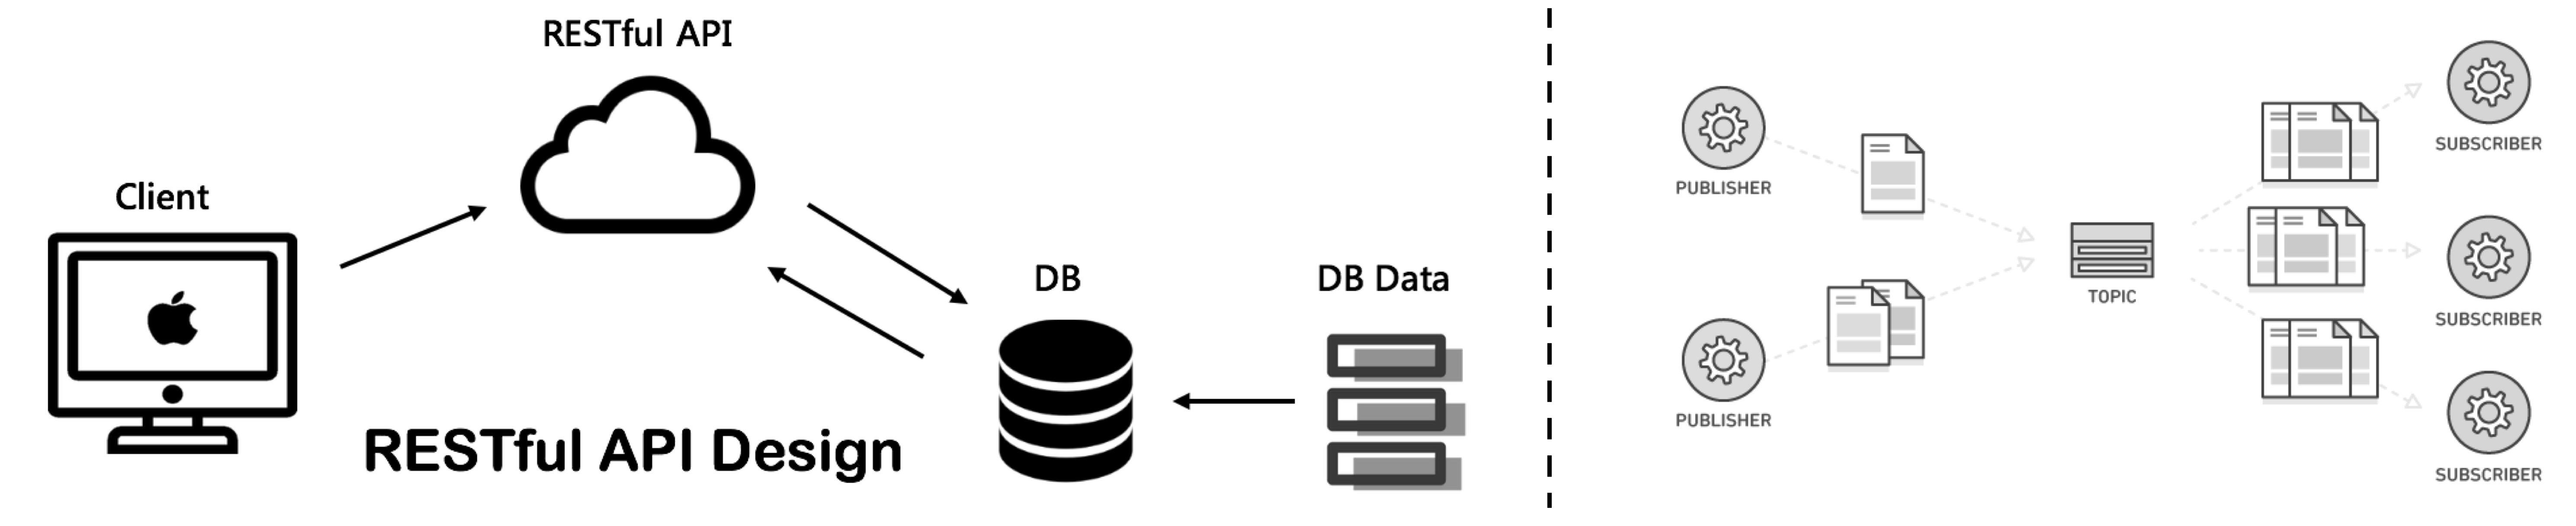 RESTful API
Client
DB
DB Data
RESTful API Design
PUBLISHER
PUBLISHER
TOPIC
SUBSCRIBER
SUBSCRIBER
SUBSCRIBER